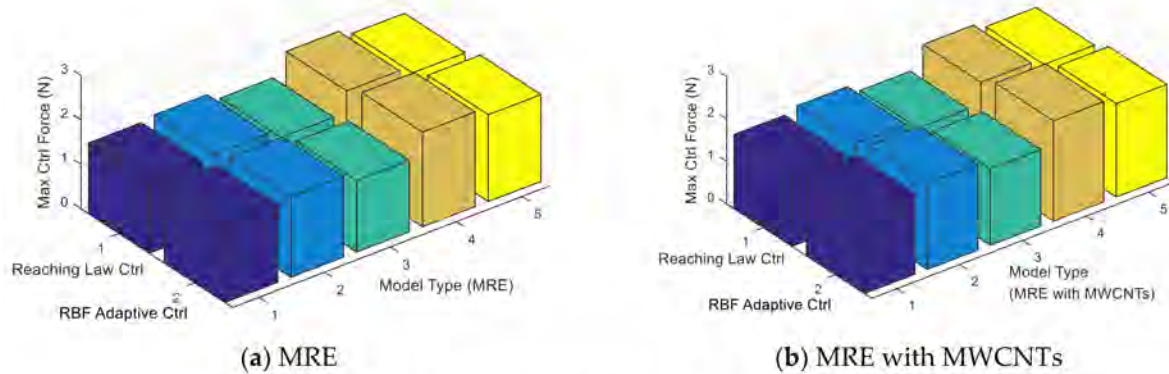 3
2
1
0
Max Ctrl Force (N)
1
2
Reaching Law Ctrl
RBF Adaptive Ctrl
1
2
3
4
5
Model Type (MRE)
(a) MRE
3
2
1
0
Max Ctrl Force (N)
1
2
Reaching Law Ctrl
RBF Adaptive Ctrl
1
2
3
4
5
Model Type
(MRE with MWCNTs)
(b) MRE with MWCNTs